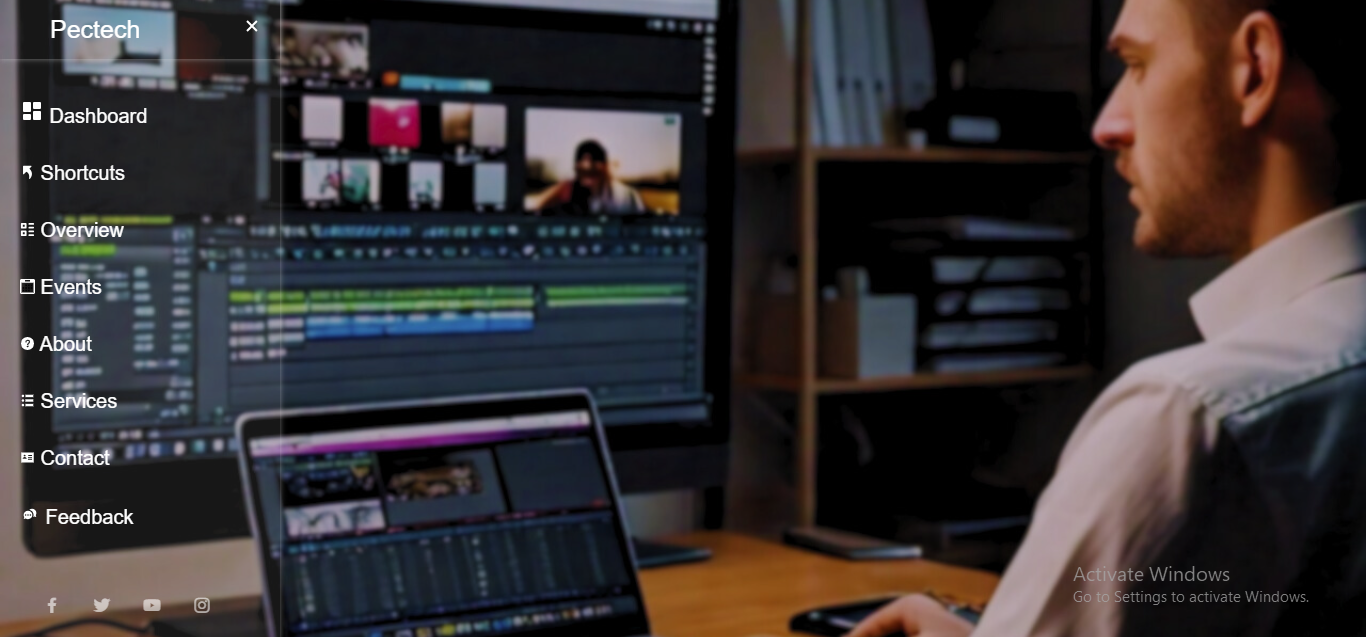 Pectech
Dashboard
Shortcuts
Overview
Events
About
Services
Contact
Feedback
Activate Windows
Go to Settings to activate Windows.